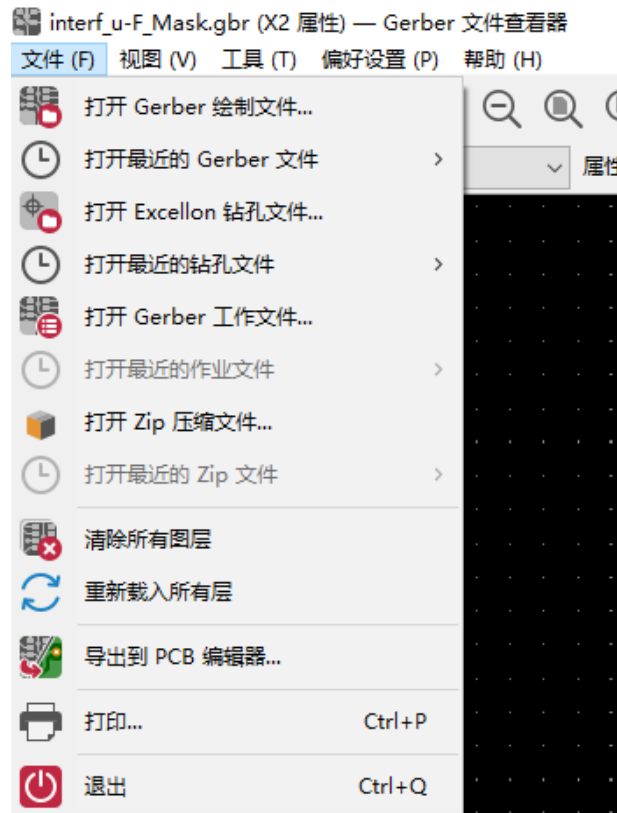 interf_u-F_Mask.gbr (X2 属性) — Gerber 文件查看器
文件 (F) 视图 (V) 工具 (T) 偏好设置 (P) 帮助 (H)
打开 Gerber 绘制文件...
打开最近的 Gerber 文件
属性
打开 Excellon 钻孔文件...
打开最近的钻孔文件
打开 Gerber 工作文件...
打开最近的作业文件
打开 Zip 压缩文件...
打开最近的 Zip 文件
清除所有图层
重新载入所有层
导出到 PCB 编辑器...
打印... Ctrl+P
退出 Ctrl+Q